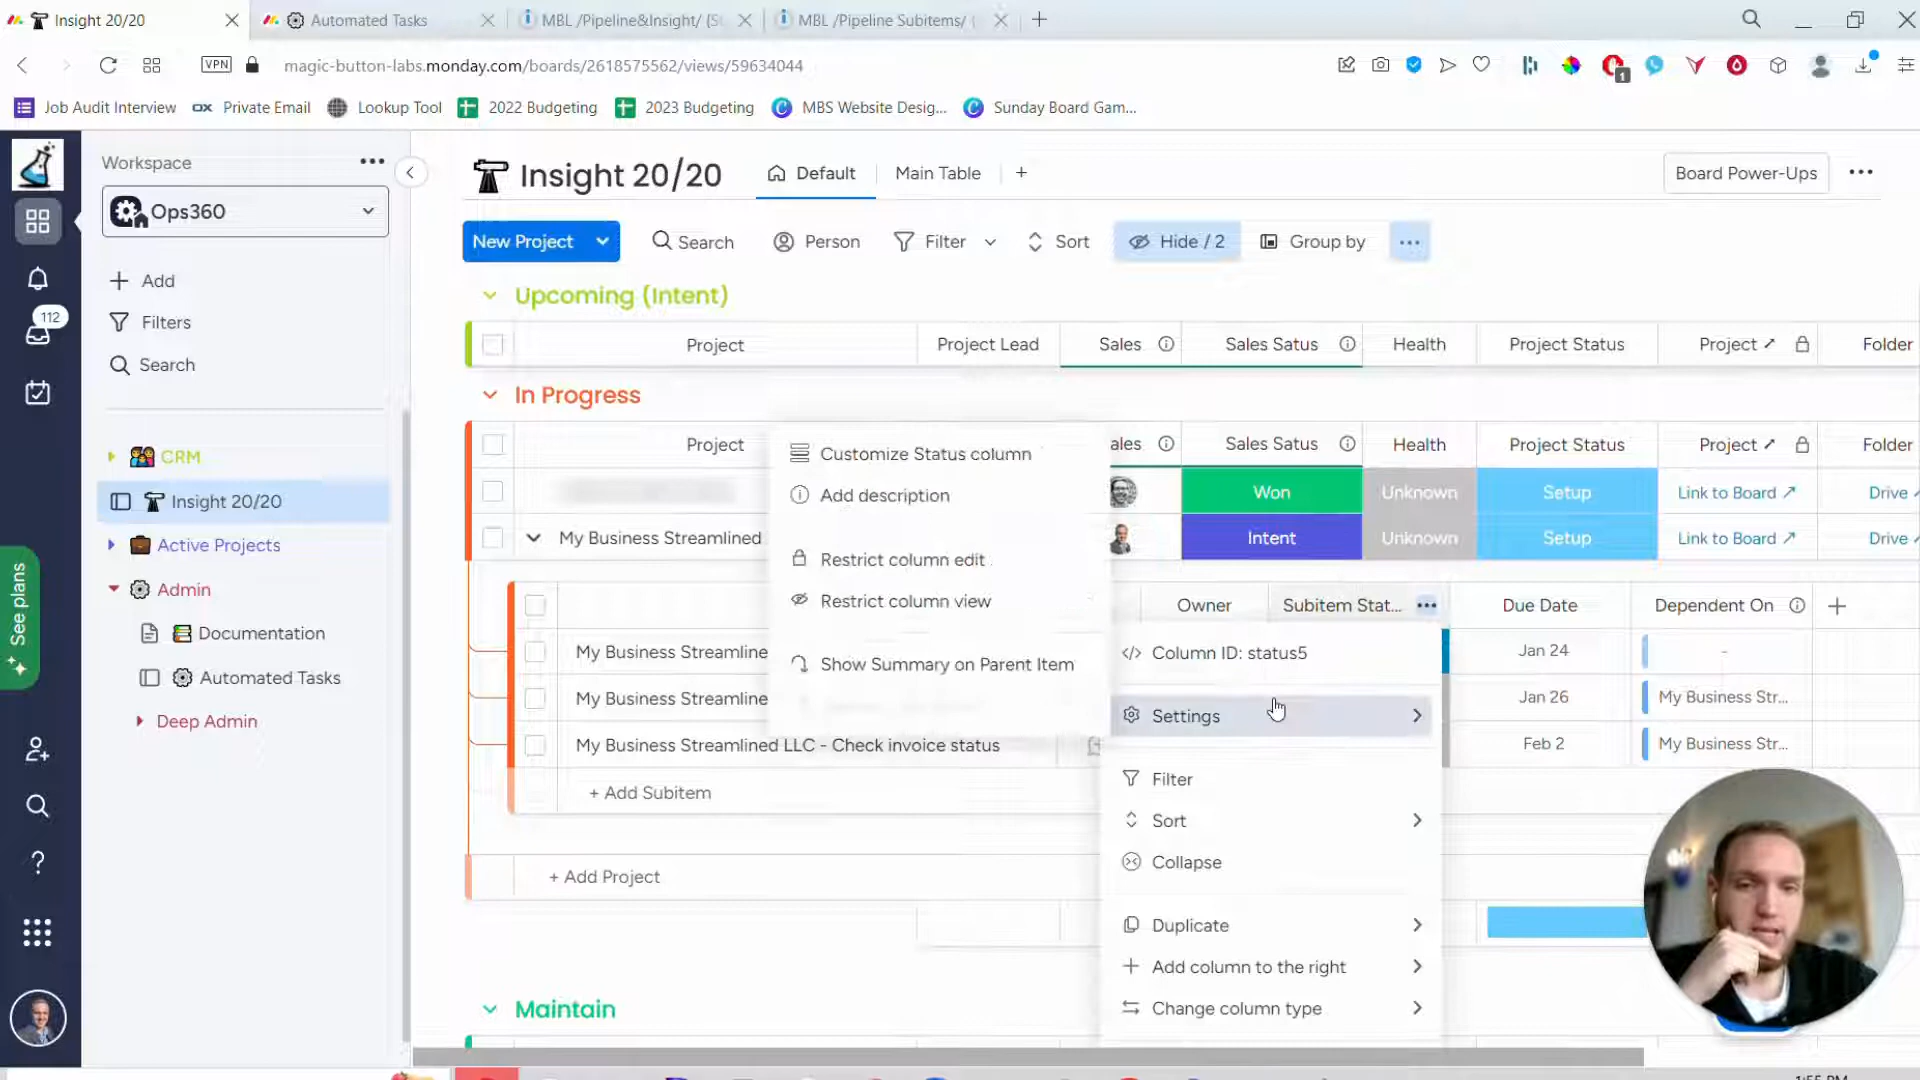 Insight 20/20
Automated Tasks
MBL /Pipeline&Insight/ (St
MBL /Pipeline Subitems/ (
VPN
magic-button-labs.monday.com/boards/2618575562/views/59634044
1
Job Audit Interview
OX
Private Email
Lookup Tool
2022 Budgeting
2023 Budgeting
MBS Website Desig...
Sunday Board Gam...
Workspace
Ops360
Add
Filters
Search
112
CRM
Insight 20/20
Active Projects
Admin
Documentation
Automated Tasks
Deep Admin
See plans
Insight 20/20
Default
Main Table
Board Power-Ups
New Project
Search
Person
Filter
Sort
Hide / 2
Group by
Upcoming (Intent)
Project
Project Lead
Sales
Sales Satus
Health
Project Status
Project
Folder
In Progress
Project
ales
Sales Satus
Health
Project Status
Project
Folder
Won
Unknown
Setup
Link to Board
Drive
My Business Streamlined
Intent
Unknown
Setup
Link to Board
Drive
Owner
Subitem Stat...
Due Date
Dependent On
My Business Streamline
Jan 24
-
My Business Streamline
Jan 26
My Business Str...
My Business Streamlined LLC - Check invoice status
Feb 2
My Business Str...
+ Add Subitem
+ Add Project
Maintain
Customize Status column
Add description
Restrict column edit
Restrict column view
Show Summary on Parent Item
Column ID: status5
Settings
Filter
Sort
Collapse
Duplicate
Add column to the right
Change column type